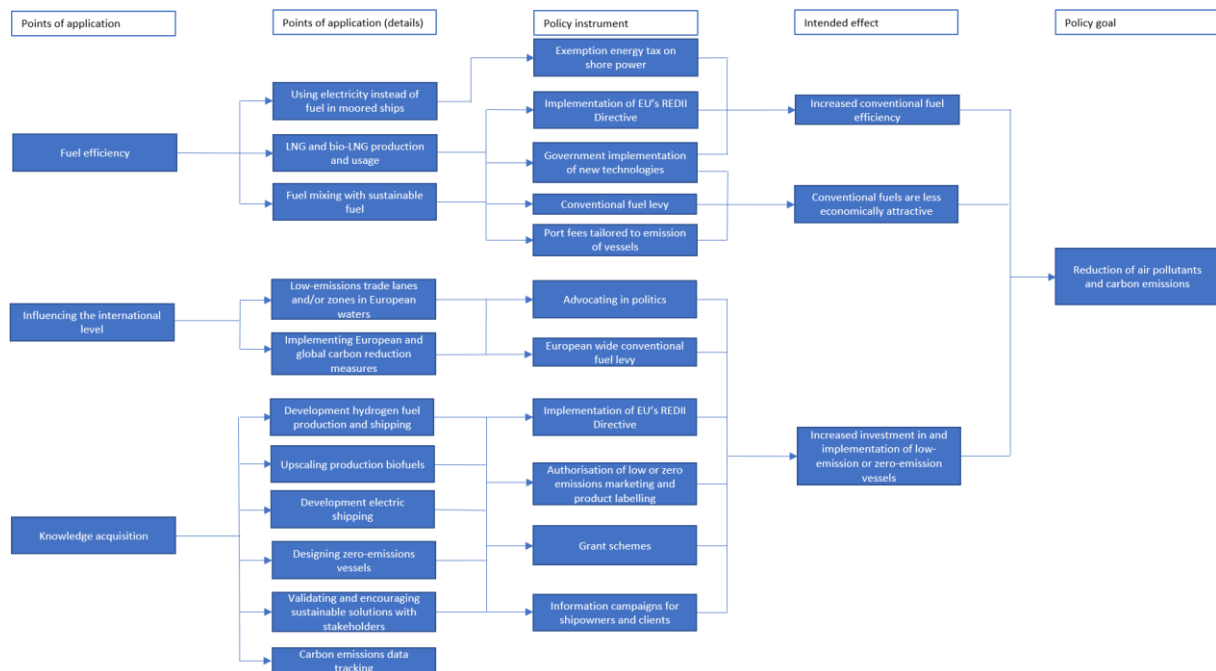 Points of application
Points of application (details)
Policy instrument
Intended effect
Policy goal
Fuel efficiency
Influencing the international
level
Knowledge acquisition
Using electricity instead of
fuel in moored ships
LNG and bio-LNG production
and usage
Fuel mixing with sustainable
fuel
Low-emissions trade lanes
and/or zones in European
waters
Implementing European and
global carbon reduction
measures
Development hydrogen fuel
production and shipping
Upscaling production biofuels
Development electric
shipping
Designing zero-emissions
vessels
Validating and encouraging
sustainable solutions with
stakeholders
Carbon emissions data
tracking
Exemption energy tax on
shore power
Implementation of EU's REDII
Directive
Government implementation
of new technologies
Conventional fuel levy
Port fees tailored to emission
of vessels
Advocating in politics
European wide conventional
fuel levy
Implementation of EU's REDII
Directive
Authorisation of low or zero
emissions marketing and
product labelling
Grant schemes
Information campaigns for
shipowners and clients
Increased conventional fuel
efficiency
Conventional fuels are less
economically attractive
Increased investment in and
implementation of low-
emission or zero-emission
vessels
Reduction of air pollutants
and carbon emissions